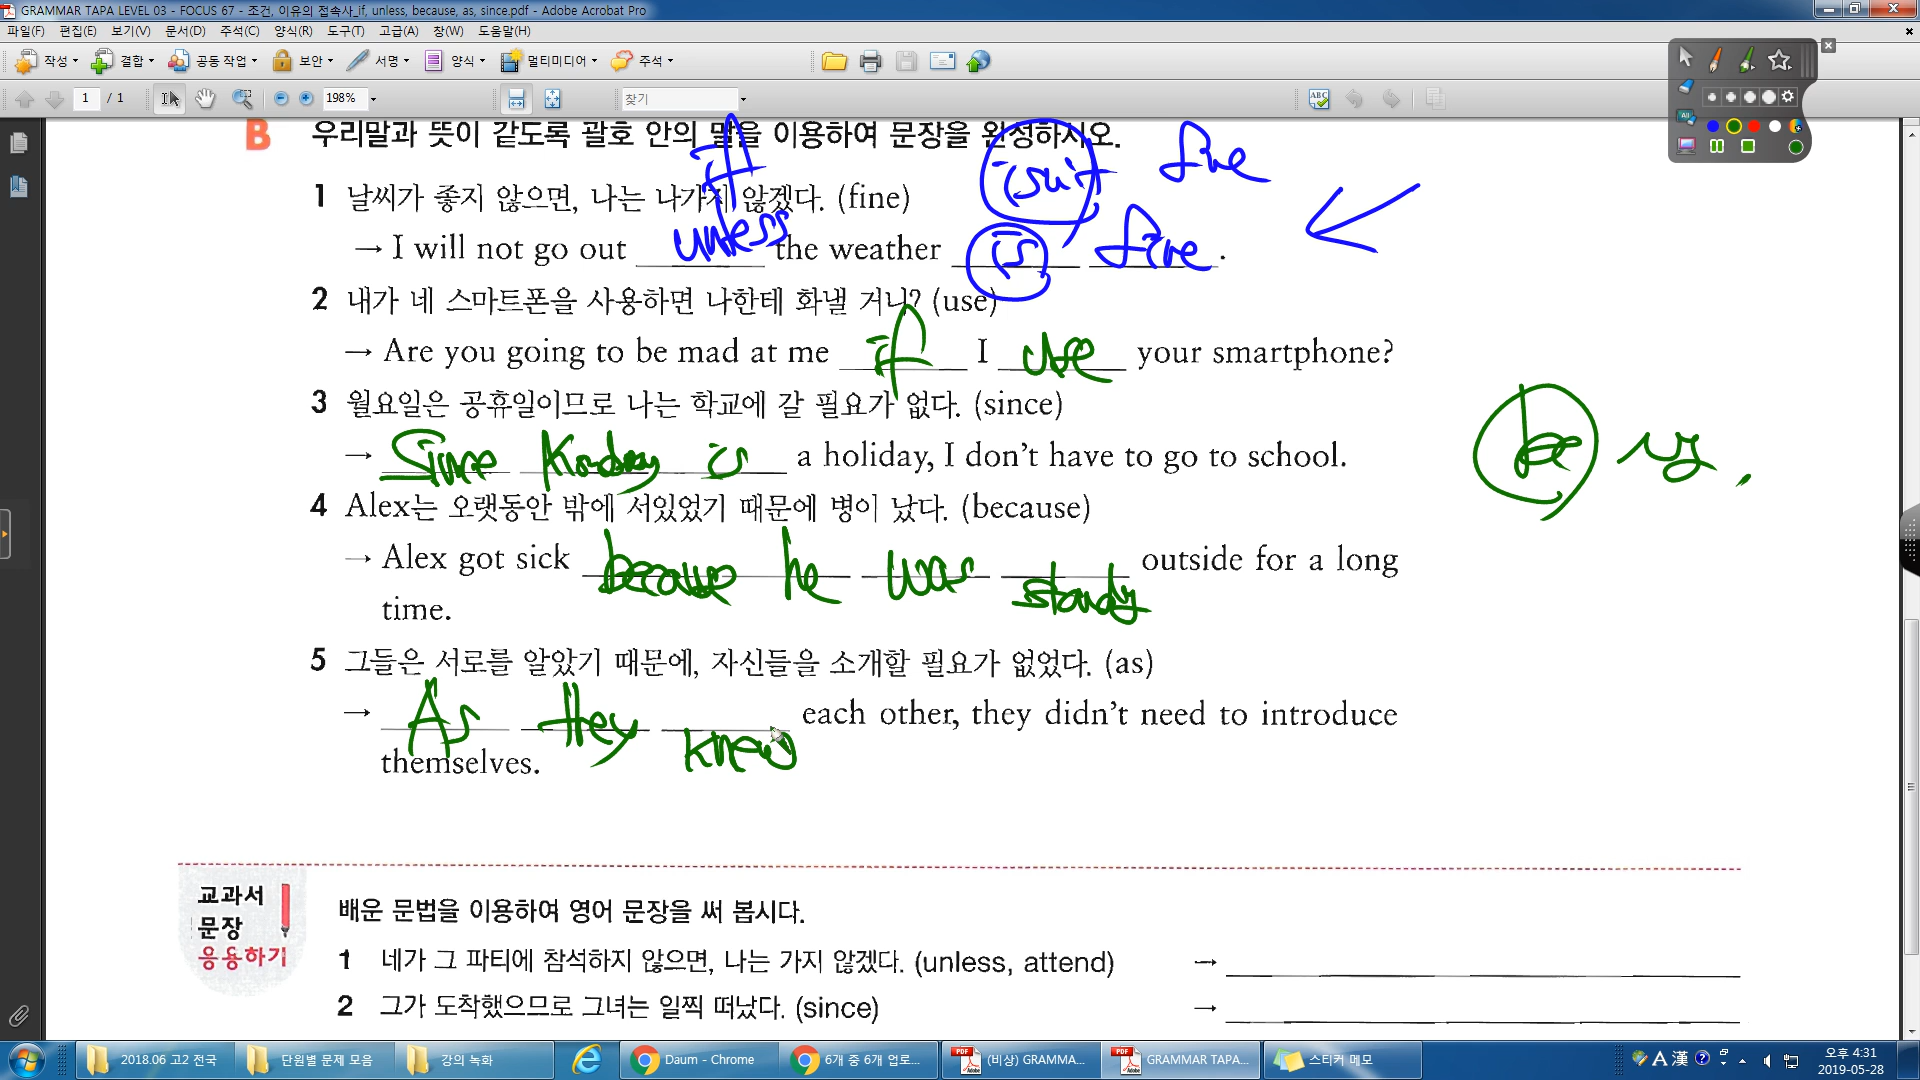 GRAMMAR TAPA LEVEL 03 - FOCUS 67 - 조건, 이유의 접속사_if, unless, because, as, since.pdf - Adobe Acrobat Pro
파일(F) 편집(E) 보기(V) 문서(D) 주석(C) 양식(R) 도구(T) 고급(A) 창(W) 도움말(H)
작성 결합 공동 작업 보안 서명 양식 멀티미디어 주석
1 / 1 198% 찾기
B 우리말과 뜻이 같도록 괄호 안의 말을 이용하여 문장을 완성하시오.
if isn't fine
1 날씨가 좋지 않으면, 나는 나가지 않겠다. (fine)
→ I will not go out unless the weather is fine.
2 내가 네 스마트폰을 사용하면 나한테 화낼 거니? (use)
→ Are you going to be mad at me if I use your smartphone?
3 월요일은 공휴일이므로 나는 학교에 갈 필요가 없다. (since)
→ Since Monday is a holiday, I don't have to go to school.
be
4 Alex는 오랫동안 밖에 서있었기 때문에 병이 났다. (because)
→ Alex got sick because he was standing outside for a long
time.
5 그들은 서로를 알았기 때문에, 자신들을 소개할 필요가 없었다. (as)
→ As they knew each other, they didn't need to introduce
themselves.
교과서
문장
응용하기
배운 문법을 이용하여 영어 문장을 써 봅시다.
1 네가 그 파티에 참석하지 않으면, 나는 가지 않겠다. (unless, attend) →
2 그가 도착했으므로 그녀는 일찍 떠났다. (since) →
2018.06 고2 전국 단원별 문제 모음 강의 녹화 Daum - Chrome 6개 중 6개 업로... (비상) GRAMMA... GRAMMAR TAPA... 스티커 메모
A 漢
오후 4:31
2019-05-28